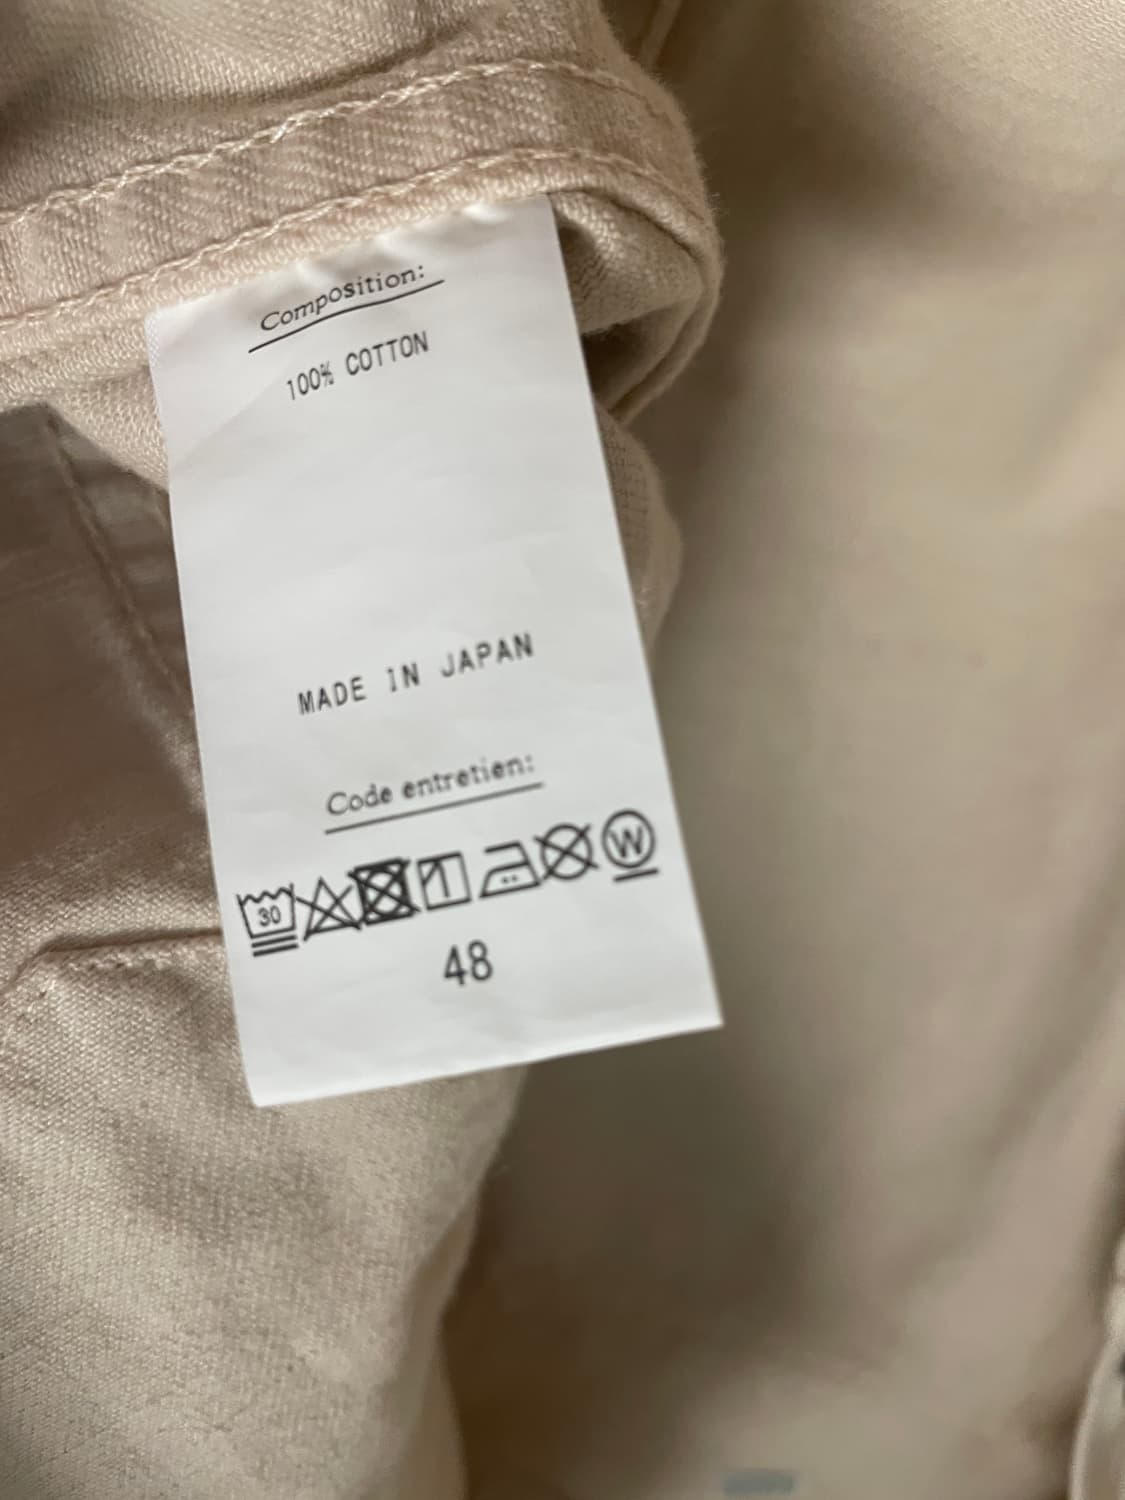 Composition:
100% COTTON
MADE IN JAPAN
Code entretien:
30 W
48